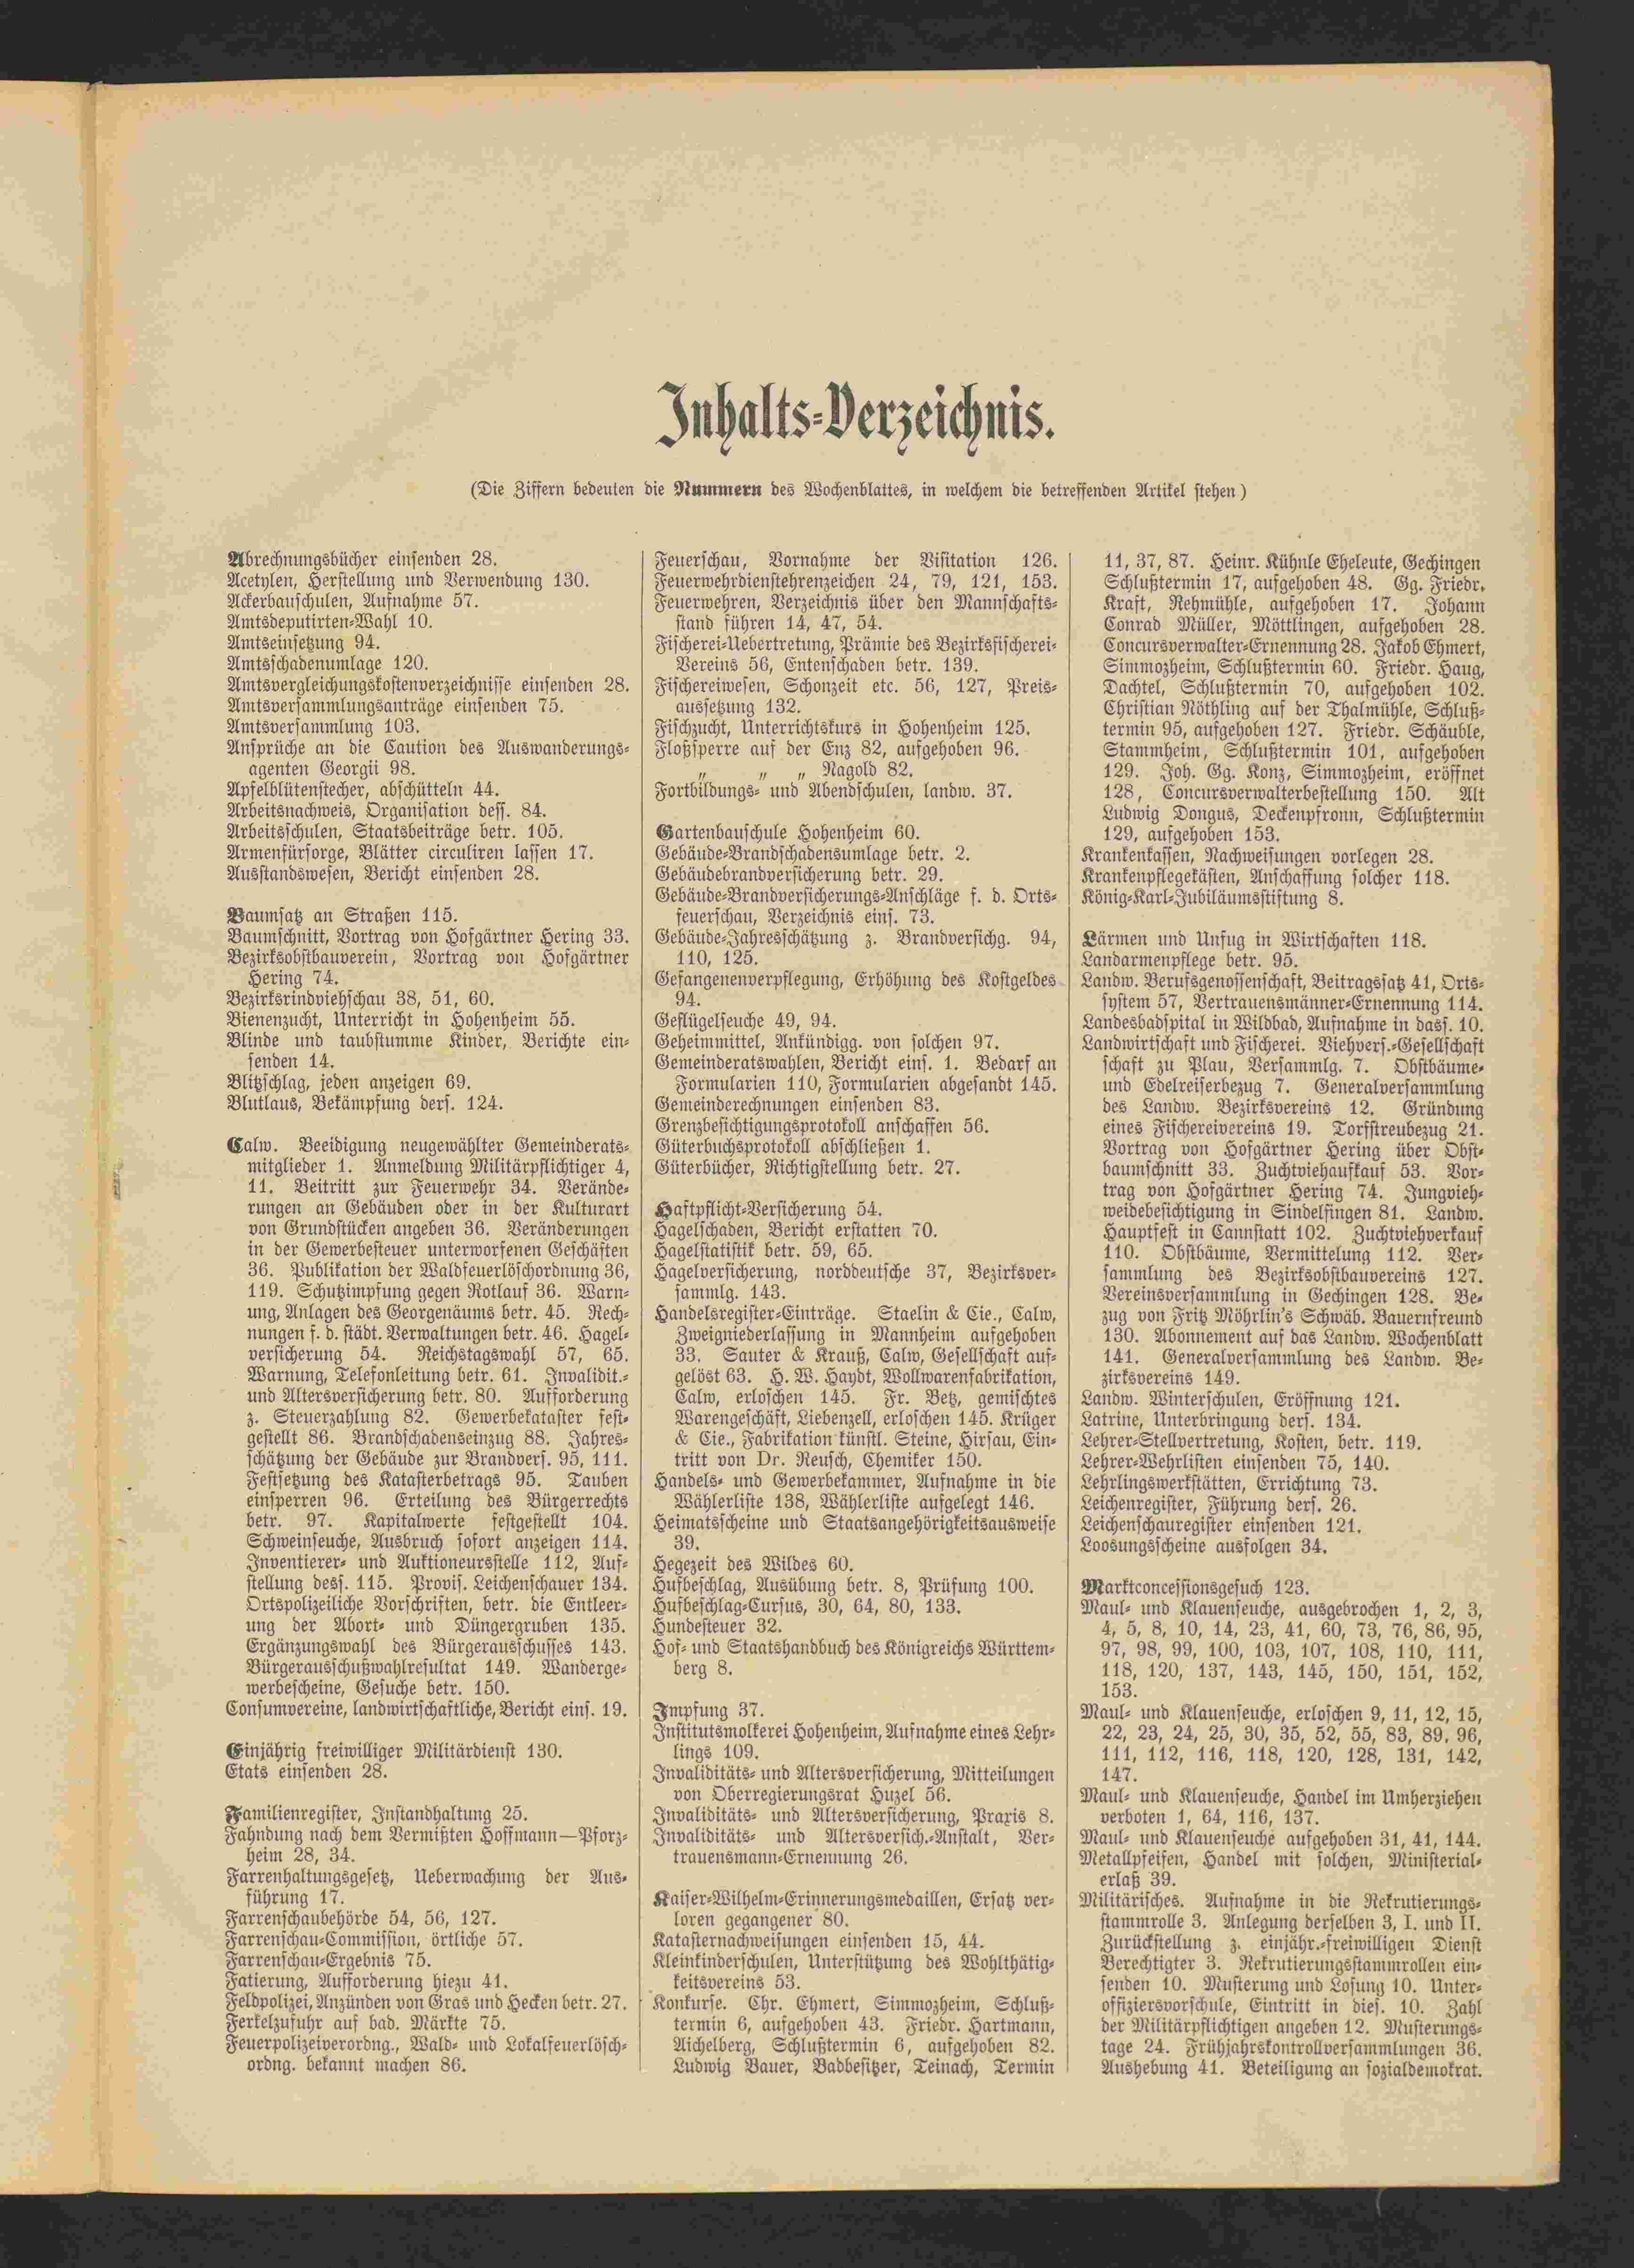 Inhalts-Verzeichnis.
(Die Ziffern bedeuten die Nummern des Wochenblattes, in welchem die betreffenden Artikel stehen)
Abrechnungsbücher einsenden 28.
Acetylen, Herstellung und Verwendung 130.
Ackerbauschulen, Aufnahme 57.
Amtsdeputirten-Wahl 10.
Amtseinsetzung 94.
Amtsschadenumlage 120.
Amtsvergleichungskostenverzeichnisse einsenden 28.
Amtsversammlungsanträge einsenden 75.
Amtsversammlung 103.
Ansprüche an die Caution des Auswanderungs-
agenten Georgii 98.
Apfelblütenstecher, abschütteln 44.
Arbeitsnachweis, Organisation dess. 84.
Arbeitsschulen, Staatsbeiträge betr. 105.
Armenfürsorge, Blätter circuliren lassen 17.
Ausstandswesen, Bericht einsenden 28.
Baumsatz an Straßen 115.
Baumschnitt, Vortrag von Hofgärtner Hering 33.
Bezirksobstbauverein, Vortrag von Hofgärtner
Hering 74.
Bezirksrindviehschau 38, 51, 60.
Bienenzucht, Unterricht in Hohenheim 55.
Blinde und taubstumme Kinder, Berichte ein-
senden 14.
Blitzschlag, jeden anzeigen 69.
Blutlaus, Bekämpfung ders. 124.
Calw. Beeidigung neugewählter Gemeinderats-
mitglieder 1. Anmeldung Militärpflichtiger 4,
11. Beitritt zur Feuerwehr 34. Verände-
rungen an Gebäuden oder in der Kulturart
von Grundstücken angeben 36. Veränderungen
in der Gewerbesteuer unterworfenen Geschäften
36. Publikation der Waldfeuerlöschordnung 36,
119. Schutzimpfung gegen Rotlauf 36. Warn-
ung, Anlagen des Georgenäums betr. 45. Rech-
nungen f. d. städt. Verwaltungen betr. 46. Hagel-
versicherung 54. Reichstagswahl 57, 65.
Warnung, Telefonleitung betr. 61. Invalidit.-
und Altersversicherung betr. 80. Aufforderung
z. Steuerzahlung 82. Gewerbekataster fest-
gestellt 86. Brandschadenseinzug 88. Jahres-
schätzung der Gebäude zur Brandvers. 95, 111.
Festsetzung des Katasterbetrags 95. Tauben
einsperren 96. Erteilung des Bürgerrechts
betr. 97. Kapitalwerte festgestellt 104.
Schweinseuche, Ausbruch sofort anzeigen 114.
Inventierer- und Auktioneursstelle 112, Auf-
stellung dess. 115. Provis. Leichenschauer 134.
Ortspolizeiliche Vorschriften, betr. die Entleer-
ung der Abort- und Düngergruben 135.
Ergänzungswahl des Bürgerausschusses 143.
Bürgerausschußwahlresultat 149. Wanderge-
werbescheine, Gesuche betr. 150.
Consumvereine, landwirtschaftliche, Bericht eins. 19.
Einjährig freiwilliger Militärdienst 130.
Etats einsenden 28.
Familienregister, Instandhaltung 25.
Fahndung nach dem Vermißten Hoffmann—Pforz-
heim 28, 34.
Farrenhaltungsgesetz, Ueberwachung der Aus-
führung 17.
Farrenschaubehörde 54, 56, 127.
Farrenschau-Commission, örtliche 57.
Farrenschau-Ergebnis 75.
Fatierung, Aufforderung hiezu 41.
Feldpolizei, Anzünden von Gras und Hecken betr. 27.
Ferkelzufuhr auf bad. Märkte 75.
Feuerpolizeiverordng., Wald- und Lokalfeuerlösch-
ordng. bekannt machen 86.
Feuerschau, Vornahme der Visitation 126.
Feuerwehrdienstehrenzeichen 24, 79, 121, 153.
Feuerwehren, Verzeichnis über den Mannschafts-
stand führen 14, 47, 54.
Fischerei-Uebertretung, Prämie des Bezirksfischerei-
Vereins 56, Entenschaden betr. 139.
Fischereiwesen, Schonzeit etc. 56, 127, Preis-
aussetzung 132.
Fischzucht, Unterrichtskurs in Hohenheim 125.
Floßsperre auf der Enz 82, aufgehoben 96.
„ „ „ Nagold 82.
Fortbildungs- und Abendschulen, landw. 37.
Gartenbauschule Hohenheim 60.
Gebäude-Brandschadensumlage betr. 2.
Gebäudebrandversicherung betr. 29.
Gebäude-Brandversicherungs-Anschläge f. d. Orts-
feuerschau, Verzeichnis eins. 73.
Gebäude-Jahresschätzung z. Brandversichg. 94,
110, 125.
Gefangenenverpflegung, Erhöhung des Kostgeldes
94.
Geflügelseuche 49, 94.
Geheimmittel, Ankündigg. von solchen 97.
Gemeinderatswahlen, Bericht eins. 1. Bedarf an
Formularien 110, Formularien abgesandt 145.
Gemeinderechnungen einsenden 83.
Grenzbesichtigungsprotokoll anschaffen 56.
Güterbuchsprotokoll abschließen 1.
Güterbücher, Richtigstellung betr. 27.
Haftpflicht-Versicherung 54.
Hagelschaden, Bericht erstatten 70.
Hagelstatistik betr. 59, 65.
Hagelversicherung, norddeutsche 37, Bezirksver-
sammlg. 143.
Handelsregister-Einträge. Staelin & Cie., Calw,
Zweigniederlassung in Mannheim aufgehoben
33. Sauter & Krauß, Calw, Gesellschaft auf-
gelöst 63. H. W. Haydt, Wollwarenfabrikation,
Calw, erloschen 145. Fr. Betz, gemischtes
Warengeschäft, Liebenzell, erloschen 145. Krüger
& Cie., Fabrikation künstl. Steine, Hirsau, Ein-
tritt von Dr. Reusch, Chemiker 150.
Handels- und Gewerbekammer, Aufnahme in die
Wählerliste 138, Wählerliste aufgelegt 146.
Heimatsscheine und Staatsangehörigkeitsausweise
39.
Hegezeit des Wildes 60.
Hufbeschlag, Ausübung betr. 8, Prüfung 100.
Hufbeschlag-Cursus, 30, 64, 80, 133.
Hundesteuer 32.
Hof- und Staatshandbuch des Königreichs Württem-
berg 8.
Impfung 37.
Institutsmolkerei Hohenheim, Aufnahme eines Lehr-
lings 109.
Invaliditäts- und Altersversicherung, Mitteilungen
von Oberregierungsrat Huzel 56.
Invaliditäts- und Altersversicherung, Praxis 8.
Invaliditäts- und Altersversich.-Anstalt, Ver-
trauensmann-Ernennung 26.
Kaiser-Wilhelm-Erinnerungsmedaillen, Ersatz ver-
loren gegangener 80.
Katasternachweisungen einsenden 15, 44.
Kleinkinderschulen, Unterstützung des Wohlthätig-
keitsvereins 53.
Konkurse. Chr. Ehmert, Simmozheim, Schluß-
termin 6, aufgehoben 43. Friedr. Hartmann,
Aichelberg, Schlußtermin 6, aufgehoben 82.
Ludwig Bauer, Badbesitzer, Teinach, Termin
11, 37, 87. Heinr. Kühnle Eheleute, Gechingen
Schlußtermin 17, aufgehoben 48. Gg. Friedr.
Kraft, Rehmühle, aufgehoben 17. Johann
Conrad Müller, Möttlingen, aufgehoben 28.
Concursverwalter-Ernennung 28. Jakob Ehmert,
Simmozheim, Schlußtermin 60. Friedr. Haug,
Dachtel, Schlußtermin 70, aufgehoben 102.
Christian Nöthling auf der Thalmühle, Schluß-
termin 95, aufgehoben 127. Friedr. Schäuble,
Stammheim, Schlußtermin 101, aufgehoben
129. Joh. Gg. Konz, Simmozheim, eröffnet
128, Concursverwalterbestellung 150. Alt
Ludwig Dongus, Deckenpfronn, Schlußtermin
129, aufgehoben 153.
Krankenkassen, Nachweisungen vorlegen 28.
Krankenpflegekästen, Anschaffung solcher 118.
König-Karl-Jubiläumsstiftung 8.
Lärmen und Unfug in Wirtschaften 118.
Landarmenpflege betr. 95.
Landw. Berufsgenossenschaft, Beitragssatz 41, Orts-
system 57, Vertrauensmänner-Ernennung 114.
Landesbadspital in Wildbad, Aufnahme in dass. 10.
Landwirtschaft und Fischerei. Viehvers.-Gesellschaft
schaft zu Plau, Versammlg. 7. Obstbäume-
und Edelreiserbezug 7. Generalversammlung
des Landw. Bezirksvereins 12. Gründung
eines Fischereivereins 19. Torfstreubezug 21.
Vortrag von Hofgärtner Hering über Obst-
baumschnitt 33. Zuchtviehaufkauf 53. Vor-
trag von Hofgärtner Hering 74. Jungvieh-
weidebesichtigung in Sindelfingen 81. Landw.
Hauptfest in Cannstatt 102. Zuchtviehverkauf
110. Obstbäume, Vermittelung 112. Ver-
sammlung des Bezirksobstbauvereins 127.
Vereinsversammlung in Gechingen 128. Be-
zug von Fritz Möhrlin's Schwäb. Bauernfreund
130. Abonnement auf das Landw. Wochenblatt
141. Generalversammlung des Landw. Be-
zirksvereins 149.
Landw. Winterschulen, Eröffnung 121.
Latrine, Unterbringung ders. 134.
Lehrer-Stellvertretung, Kosten, betr. 119.
Lehrer-Wehrlisten einsenden 75, 140.
Lehrlingswerkstätten, Errichtung 73.
Leichenregister, Führung ders. 26.
Leichenschauregister einsenden 121.
Loosungsscheine ausfolgen 34.
Marktconcessionsgesuch 123.
Maul- und Klauenseuche, ausgebrochen 1, 2, 3,
4, 5, 8, 10, 14, 23, 41, 60, 73, 76, 86, 95,
97, 98, 99, 100, 103, 107, 108, 110, 111,
118, 120, 137, 143, 145, 150, 151, 152,
153.
Maul- und Klauenseuche, erloschen 9, 11, 12, 15,
22, 23, 24, 25, 30, 35, 52, 55, 83, 89, 96,
111, 112, 116, 118, 120, 128, 131, 142,
147.
Maul- und Klauenseuche, Handel im Umherziehen
verboten 1, 64, 116, 137.
Maul- und Klauenseuche aufgehoben 31, 41, 144.
Metallpfeifen, Handel mit solchen, Ministerial-
erlaß 39.
Militärisches. Aufnahme in die Rekrutierungs-
stammrolle 3. Anlegung derselben 3, I. und II.
Zurückstellung z. einjähr.-freiwilligen Dienst
Berechtigter 3. Rekrutierungsstammrollen ein-
senden 10. Musterung und Losung 10. Unter-
offiziersvorschule, Eintritt in dies. 10. Zahl
der Militärpflichtigen angeben 12. Musterungs-
tage 24. Frühjahrskontrollversammlungen 36.
Aushebung 41. Beteiligung an sozialdemokrat.